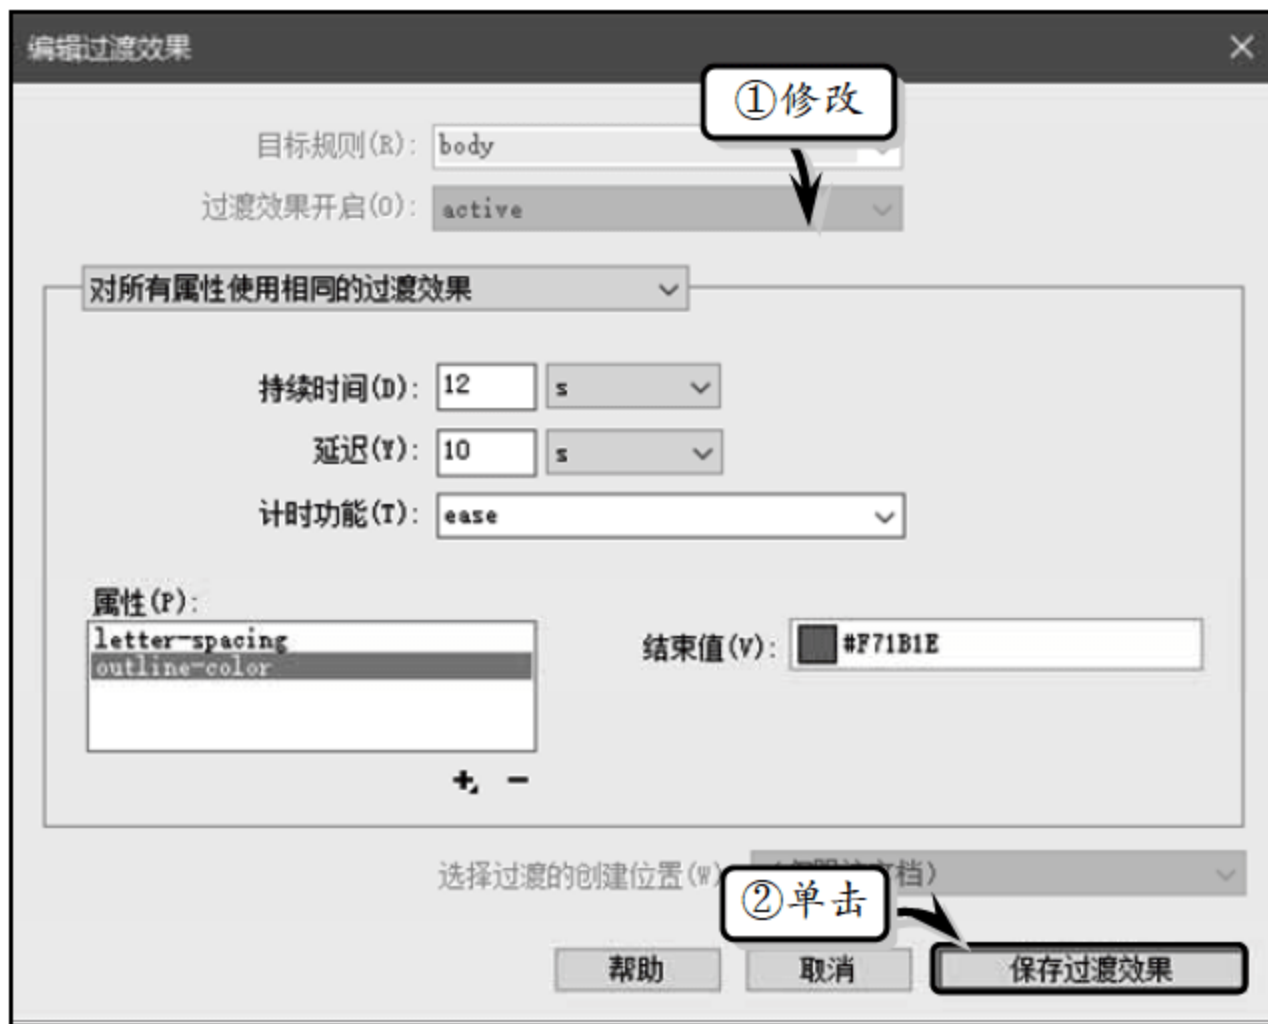 编辑过渡效果
①修改
目标规则(R): body
过渡效果开启(O): active
对所有属性使用相同的过渡效果
持续时间(D): 12 s
延迟(Y): 10 s
计时功能(T): ease
属性(P):
letter-spacing
outline-color
结束值(V): #F71B1E
选择过渡的创建位置(W) 文档)
②单击
帮助 取消 保存过渡效果